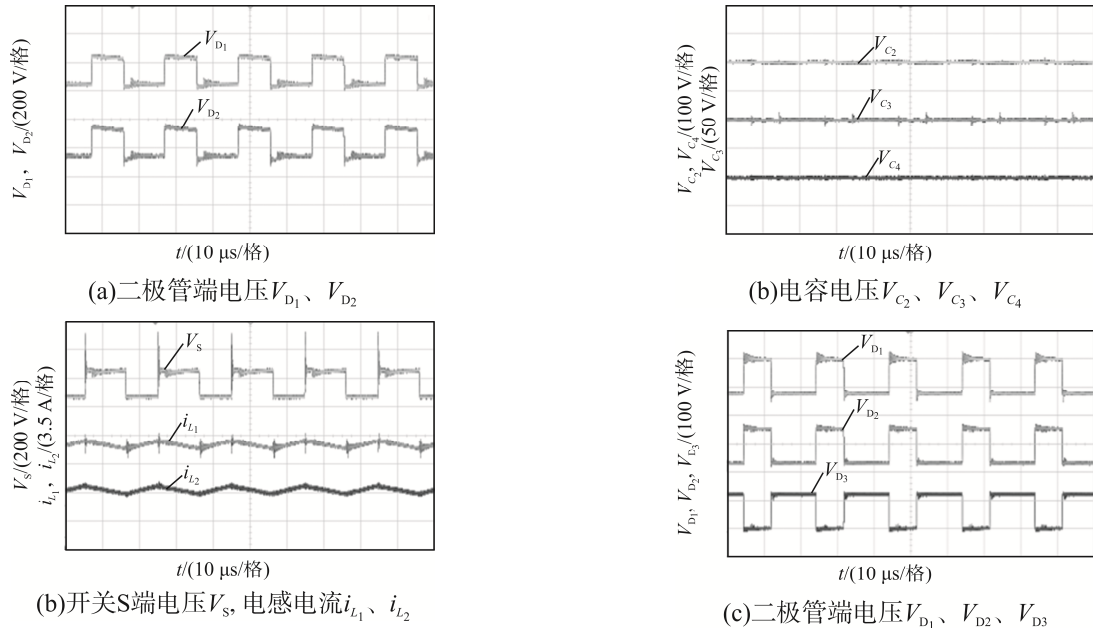 V_D1
V_D2
V_D1, V_D2/(200 V/格)
t/(10 μs/格)
(a)二极管端电压V_D1、V_D2
V_C2
V_C3
V_C4
V_C2, V_C4/(100 V/格)
V_C3/(50 V/格)
t/(10 μs/格)
(b)电容电压V_C2、V_C3、V_C4
V_S
i_L1
i_L2
V_S/(200 V/格)
i_L1, i_L2/(3.5 A/格)
t/(10 μs/格)
(b)开关S端电压V_S, 电感电流i_L1、i_L2
V_D1
V_D2
V_D3
V_D1, V_D2, V_E3/(100 V/格)
t/(10 μs/格)
(c)二极管端电压V_D1、V_D2、V_D3